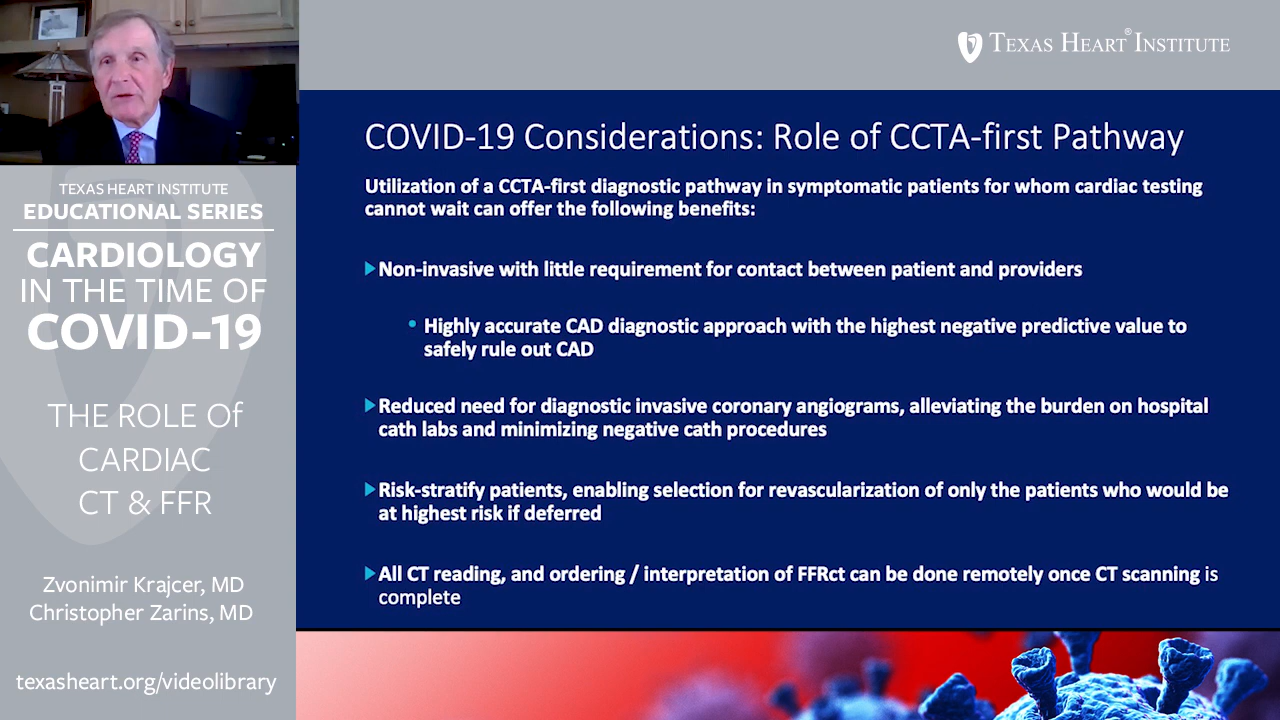 TEXAS HEART® INSTITUTE
TEXAS HEART INSTITUTE
EDUCATIONAL SERIES
CARDIOLOGY
IN THE TIME OF
COVID-19
THE ROLE Of
CARDIAC
CT & FFR
Zvonimir Krajcer, MD
Christopher Zarins, MD
texasheart.org/videolibrary
COVID-19 Considerations: Role of CCTA-first Pathway
Utilization of a CCTA-first diagnostic pathway in symptomatic patients for whom cardiac testing
cannot wait can offer the following benefits:
Non-invasive with little requirement for contact between patient and providers
• Highly accurate CAD diagnostic approach with the highest negative predictive value to
safely rule out CAD
Reduced need for diagnostic invasive coronary angiograms, alleviating the burden on hospital
cath labs and minimizing negative cath procedures
Risk-stratify patients, enabling selection for revascularization of only the patients who would be
at highest risk if deferred
All CT reading, and ordering / interpretation of FFRct can be done remotely once CT scanning is
complete